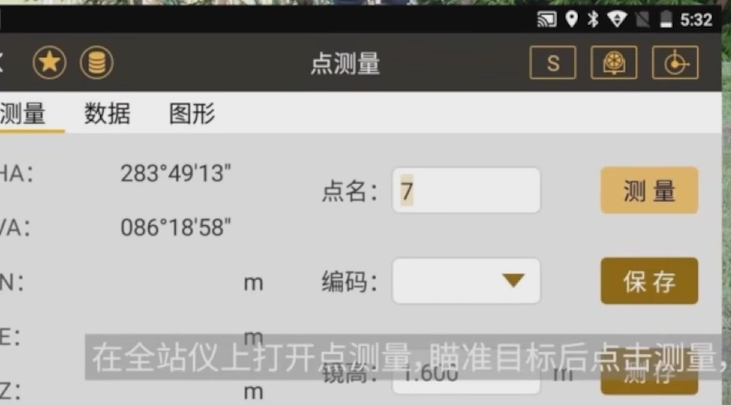 5:32
点测量 S
测量 数据 图形
HA: 283°49'13"
点名: 7 测量
VA: 086°18'58"
N: m 编码: 保存
E: m
在全站仪上打开点测量,瞄准目标后点击测量,
镜高: 1.600 m 测存
Z: m